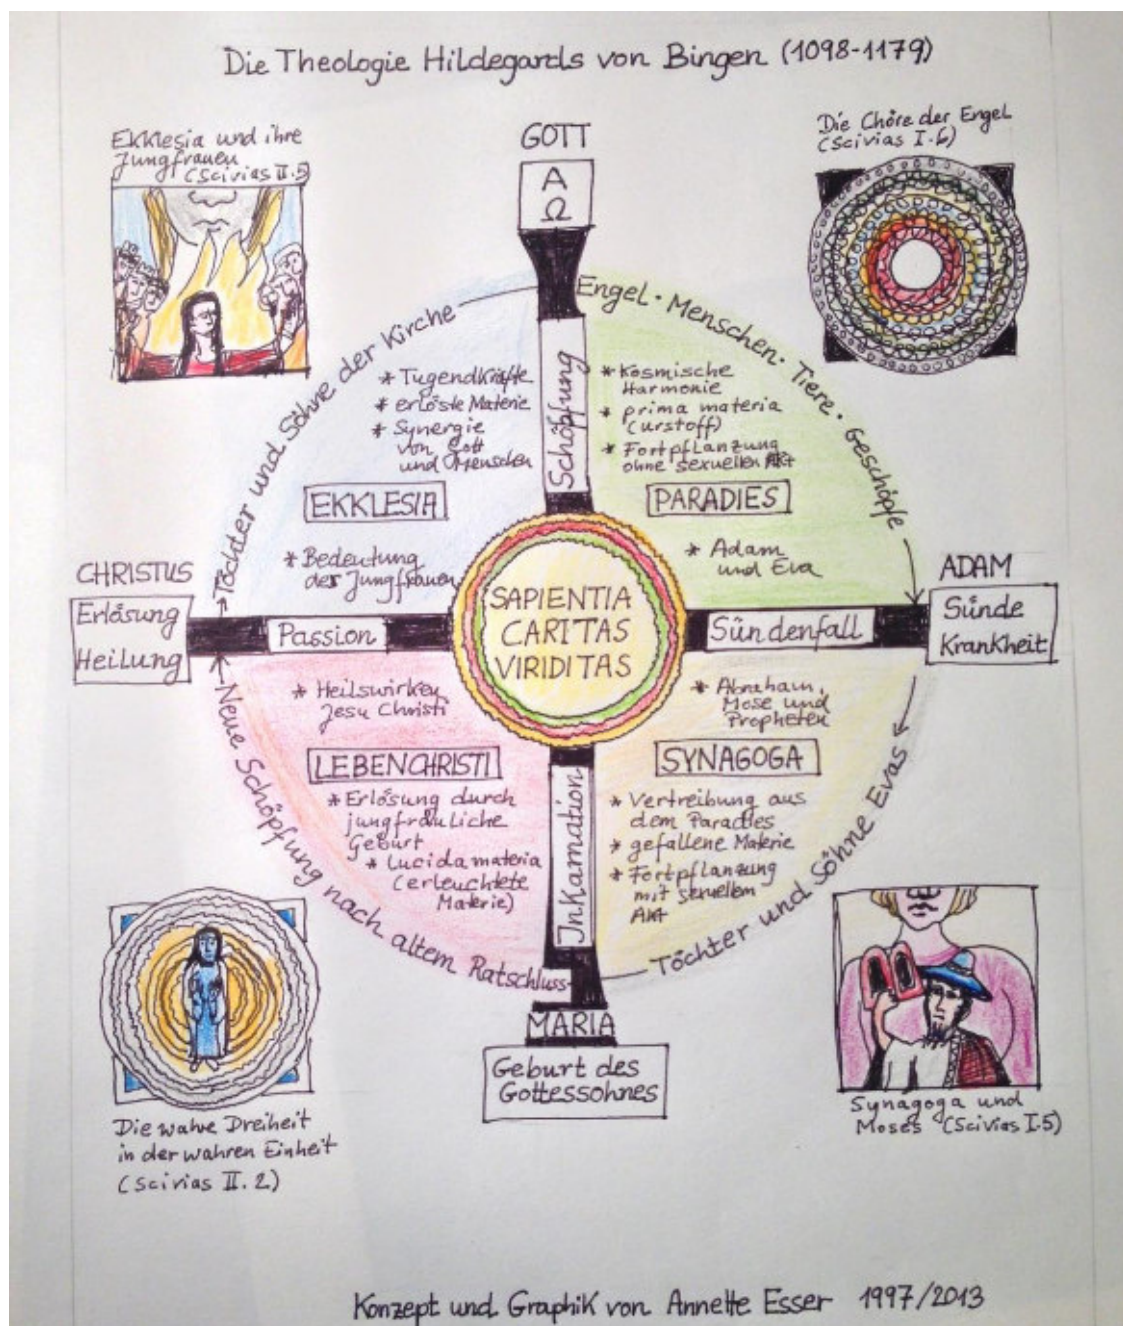 Die Theologie Hildegards von Bingen (1098-1179)
Ekklesia und ihre
Jungfrauen
(Scivias II.5)
GOTT
A
Ω
Die Chöre der Engel
(Scivias I.6)
Töchter und Söhne der Kirche
Engel · Menschen · Tiere · Geschöpfe
* Tugendkräfte
* erlöste Materie
* Synergie
von Gott
und Menschen
EKKLESIA
* Bedeutung
der Jungfrauen
Schöpfung
* Kosmische
Harmonie
* prima materia
(urstoff)
* Fortpflanzung
ohne sexuellen Akt
PARADIES
* Adam
und Eva
CHRISTUS
Erlösung
Heilung
Passion
SAPIENTIA
CARITAS
VIRIDITAS
Sündenfall
ADAM
Sünde
Krankheit
* Heilswirken
Jesu Christi
LEBEN CHRISTI
* Erlösung durch
jungfräuliche
Geburt
* Lucida materia
(erleuchtete
Materie)
Inkarnation
* Abraham,
Mose und
Propheten
SYNAGOGA
* Vertreibung aus
dem Paradies
* gefallene Materie
* Fortpflanzung
mit sexuellem
Akt
Neue Schöpfung nach altem Ratschluss
Töchter und Söhne Evas
MARIA
Geburt des
Gottessohnes
Die wahre Dreiheit
in der wahren Einheit
(Scivias II.2)
Synagoga und
Moses (Scivias I.5)
Konzept und Graphik von Annette Esser 1997/2013